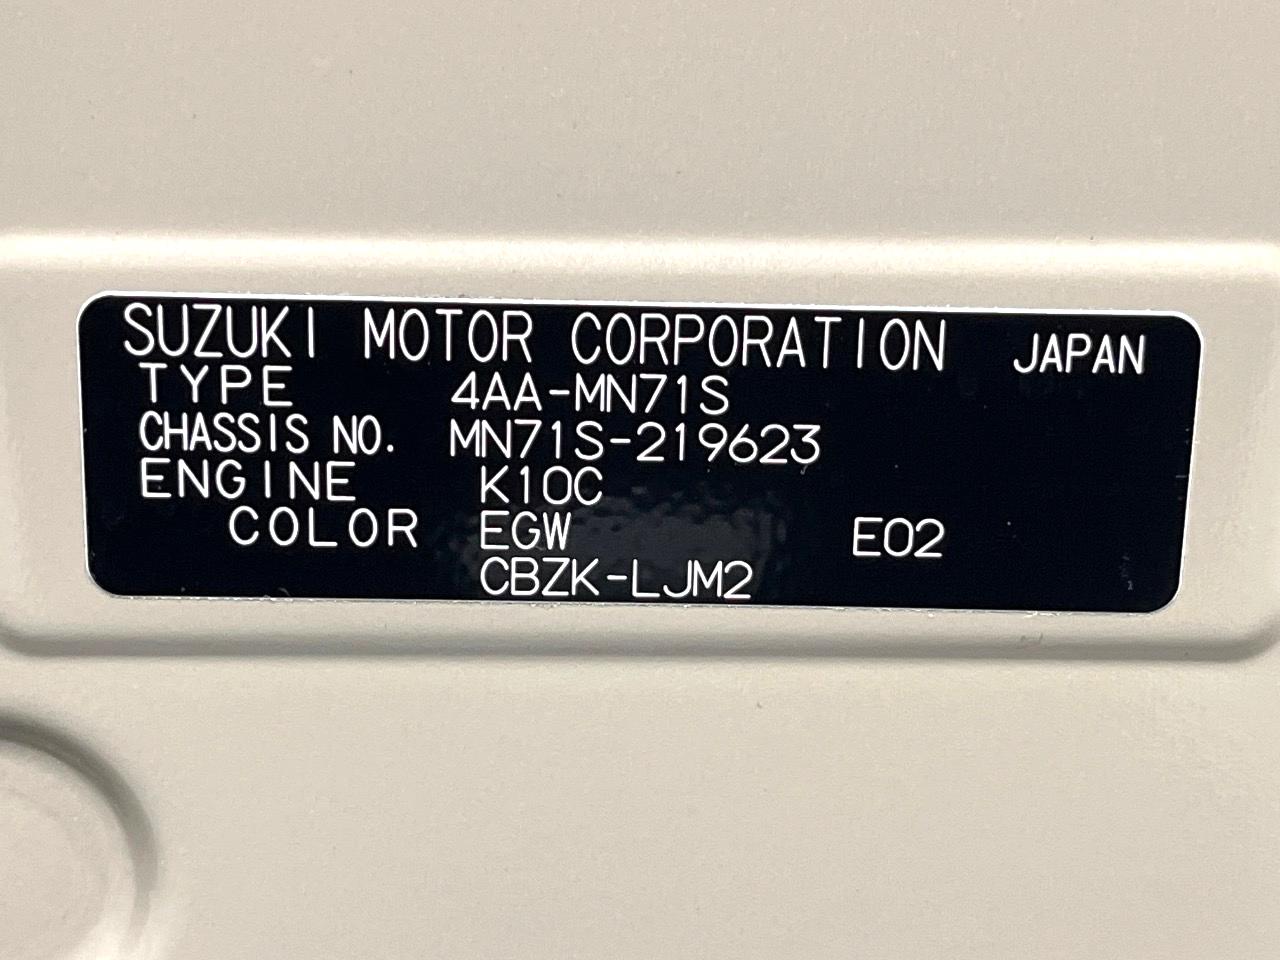 SUZUKI MOTOR CORPORATION JAPAN
TYPE 4AA-MN71S
CHASSIS NO. MN71S-219623
ENGINE K10C
COLOR EGW E02
CBZK-LJM2